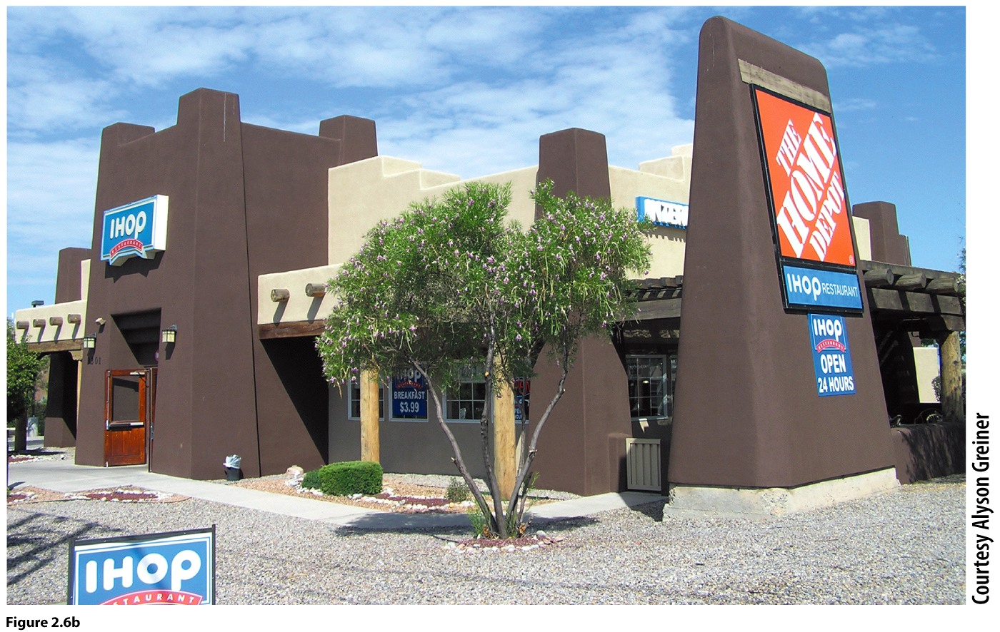 IHOP
RESTAURANT
THE
HOME
DEPOT
IHOP RESTAURANT
IHOP
RESTAURANT
OPEN
24 HOURS
IHOP
BREAKFAST
$3.99
IHOP
RESTAURANT
Courtesy Alyson Greiner
Figure 2.6b